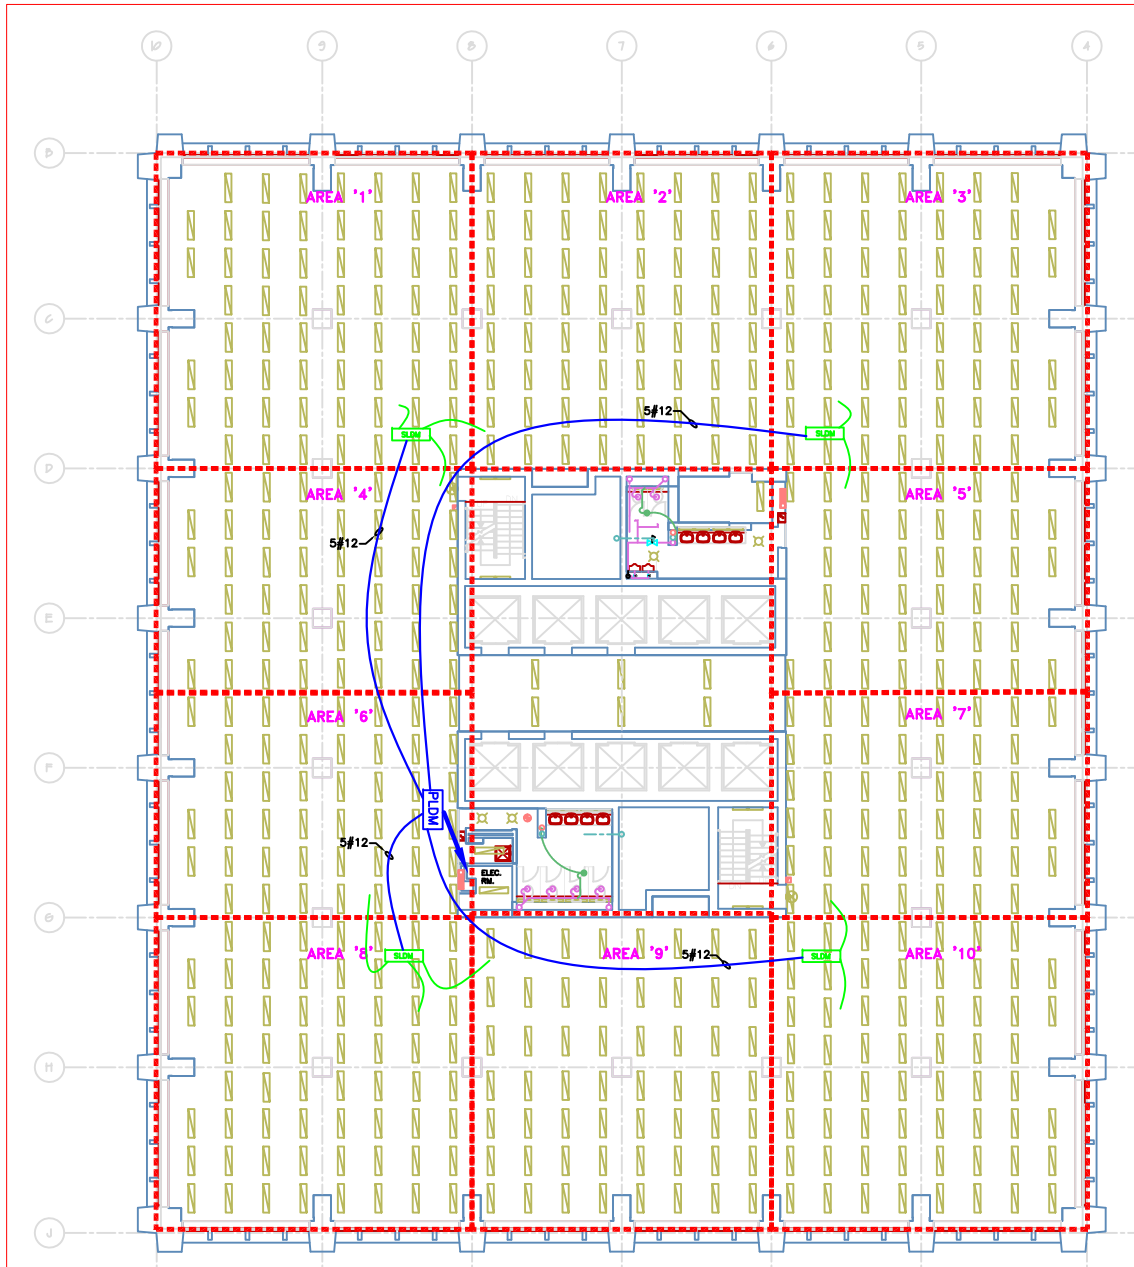 10 9 8 7 6 5 4
B
AREA '1' AREA '2' AREA '3'
C
5#12
SLDM SLDM
D
AREA '4' AREA '5'
5#12
E
AREA '6' AREA '7'
F
PLDM
5#12
ELEC.
RM.
G
AREA '8' AREA '9' 5#12 AREA '10'
SLDM SLDM
H
J